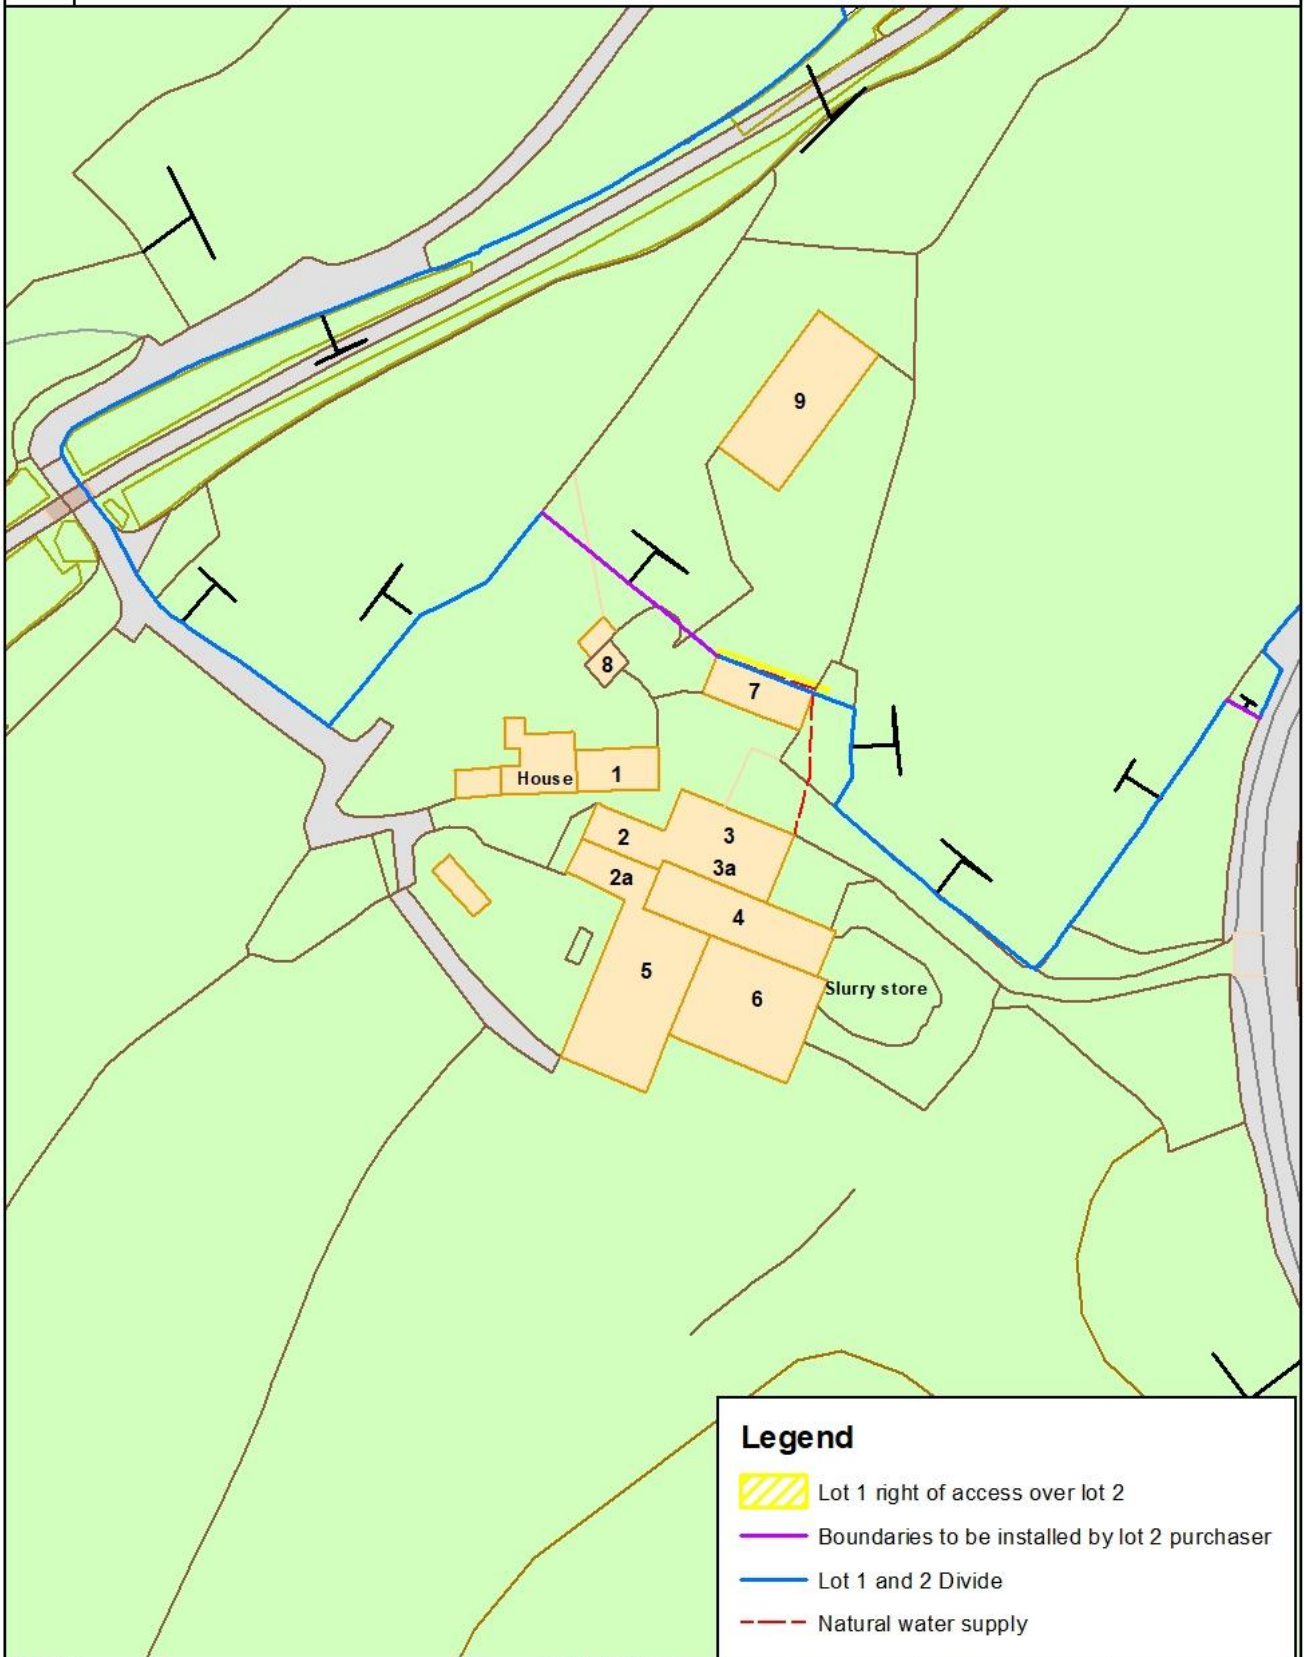 9
8
7
House
1
2
3
3a
2a
4
5
6
Slurry store
Legend
Lot 1 right of access over lot 2
Boundaries to be installed by lot 2 purchaser
Lot 1 and 2 Divide
Natural water supply